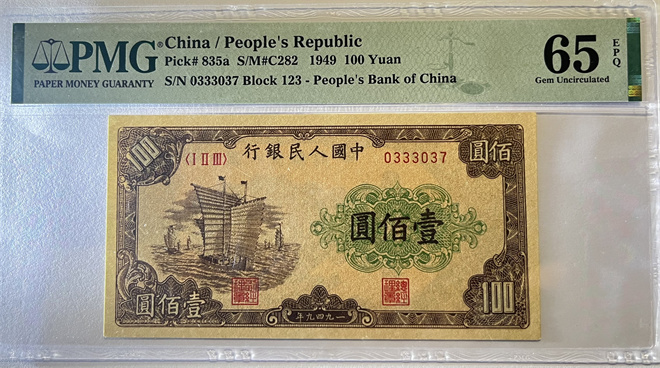 PMG® China / People's Republic
Pick# 835a S/M#C282 1949 100 Yuan
PAPER MONEY GUARANTY
S/N 0333037 Block 123 - People's Bank of China
65 EPQ
Gem Uncirculated
100
〈I II III〉
行銀民人國中
0333037
圓佰
圓佰壹
圓佰壹
年九四九一
100